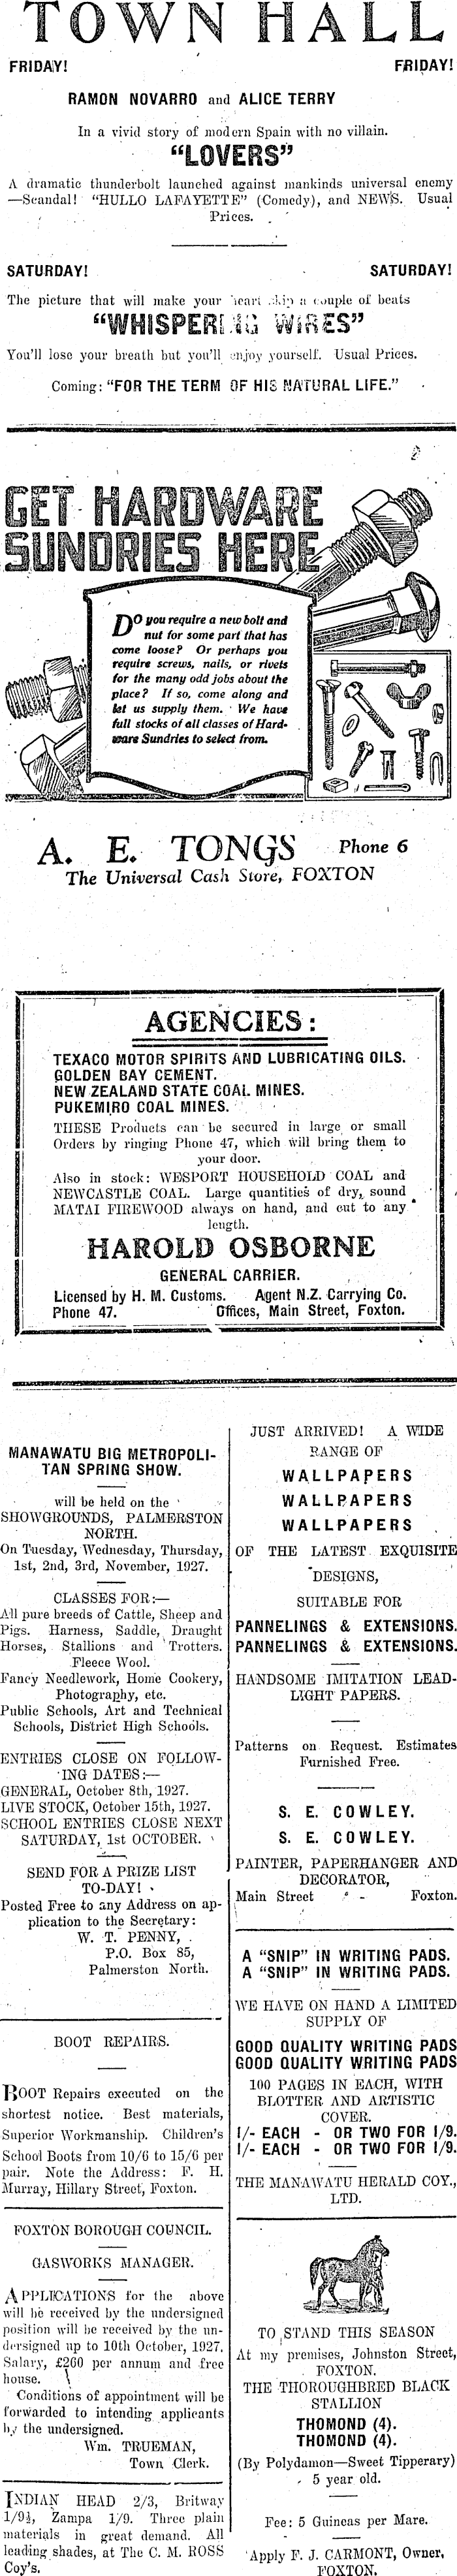 TOWN HALL
FRIDAY! FRIDAY!
RAMON NOVARRO and ALICE TERRY
In a vivid story of modern Spain with no villain.
"LOVERS"
A dramatic thunderbolt launched against mankinds universal enemy
—Scandal! "HULLO LAFAYETTE" (Comedy), and NEWS. Usual
Prices.
SATURDAY! SATURDAY!
The picture that will make your heart skip a couple of beats
"WHISPERING WIRES"
You'll lose your breath but you'll enjoy yourself. Usual Prices.
Coming: "FOR THE TERM OF HIS NATURAL LIFE."
GET HARDWARE
SUNDRIES HERE
DO you require a new bolt and
nut for some part that has
come loose? Or perhaps you
require screws, nails, or rivets
for the many odd jobs about the
place? If so, come along and
let us supply them. We have
full stocks of all classes of Hard-
ware Sundries to select from.
A. E. TONGS Phone 6
The Universal Cash Store, FOXTON
AGENCIES:
TEXACO MOTOR SPIRITS AND LUBRICATING OILS.
GOLDEN BAY CEMENT.
NEW ZEALAND STATE COAL MINES.
PUKEMIRO COAL MINES.
THESE Products can be secured in large or small
Orders by ringing Phone 47, which will bring them to
your door.
Also in stock: WESPORT HOUSEHOLD COAL and
NEWCASTLE COAL. Large quantities of dry, sound
MATAI FIREWOOD always on hand, and cut to any
length.
HAROLD OSBORNE
GENERAL CARRIER.
Licensed by H. M. Customs. Agent N.Z. Carrying Co.
Phone 47. Offices, Main Street, Foxton.
MANAWATU BIG METROPOLI-
TAN SPRING SHOW.
will be held on the
SHOWGROUNDS, PALMERSTON
NORTH.
On Tuesday, Wednesday, Thursday,
1st, 2nd, 3rd, November, 1927.
CLASSES FOR:—
All pure breeds of Cattle, Sheep and
Pigs. Harness, Saddle, Draught
Horses, Stallions and Trotters.
Fleece Wool.
Fancy Needlework, Home Cookery,
Photography, etc.
Public Schools, Art and Technical
Schools, District High Schools.
ENTRIES CLOSE ON FOLLOW-
ING DATES:—
GENERAL, October 8th, 1927.
LIVE STOCK, October 15th, 1927.
SCHOOL ENTRIES CLOSE NEXT
SATURDAY, 1st OCTOBER.
SEND FOR A PRIZE LIST
TO-DAY!
Posted Free to any Address on ap-
plication to the Secretary:
W. T. PENNY,
P.O. Box 85,
Palmerston North.
BOOT REPAIRS.
BOOT Repairs executed on the
shortest notice. Best materials,
Superior Workmanship. Children's
School Boots from 10/6 to 15/6 per
pair. Note the Address: F. H.
Murray, Hillary Street, Foxton.
FOXTON BOROUGH COUNCIL.
GASWORKS MANAGER.
APPLICATIONS for the above
will be received by the undersigned
position will be received by the un-
dersigned up to 10th October, 1927.
Salary, £260 per annum and free
house.
Conditions of appointment will be
forwarded to intending applicants
by the undersigned.
Wm. TRUEMAN,
Town Clerk.
INDIAN HEAD 2/3, Britway
1/9½, Zampa 1/9. Three plain
materials in great demand. All
leading shades, at The C. M. ROSS
Coy's.
JUST ARRIVED! A WIDE
RANGE OF
WALLPAPERS
WALLPAPERS
WALLPAPERS
OF THE LATEST EXQUISITE
DESIGNS,
SUITABLE FOR
PANNELINGS & EXTENSIONS.
PANNELINGS & EXTENSIONS.
HANDSOME IMITATION LEAD-
LIGHT PAPERS.
Patterns on Request. Estimates
Furnished Free.
S. E. COWLEY.
S. E. COWLEY.
PAINTER, PAPERHANGER AND
DECORATOR,
Main Street - - Foxton.
A "SNIP" IN WRITING PADS.
A "SNIP" IN WRITING PADS.
WE HAVE ON HAND A LIMITED
SUPPLY OF
GOOD QUALITY WRITING PADS
GOOD QUALITY WRITING PADS
100 PAGES IN EACH, WITH
BLOTTER AND ARTISTIC
COVER.
1/- EACH - OR TWO FOR 1/9.
1/- EACH - OR TWO FOR 1/9.
THE MANAWATU HERALD COY.,
LTD.
TO STAND THIS SEASON
At my premises, Johnston Street,
FOXTON.
THE THOROUGHBRED BLACK
STALLION
THOMOND (4).
THOMOND (4).
(By Polydamon—Sweet Tipperary)
5 year old.
Fee: 5 Guineas per Mare.
Apply F. J. CARMONT, Owner,
FOXTON.